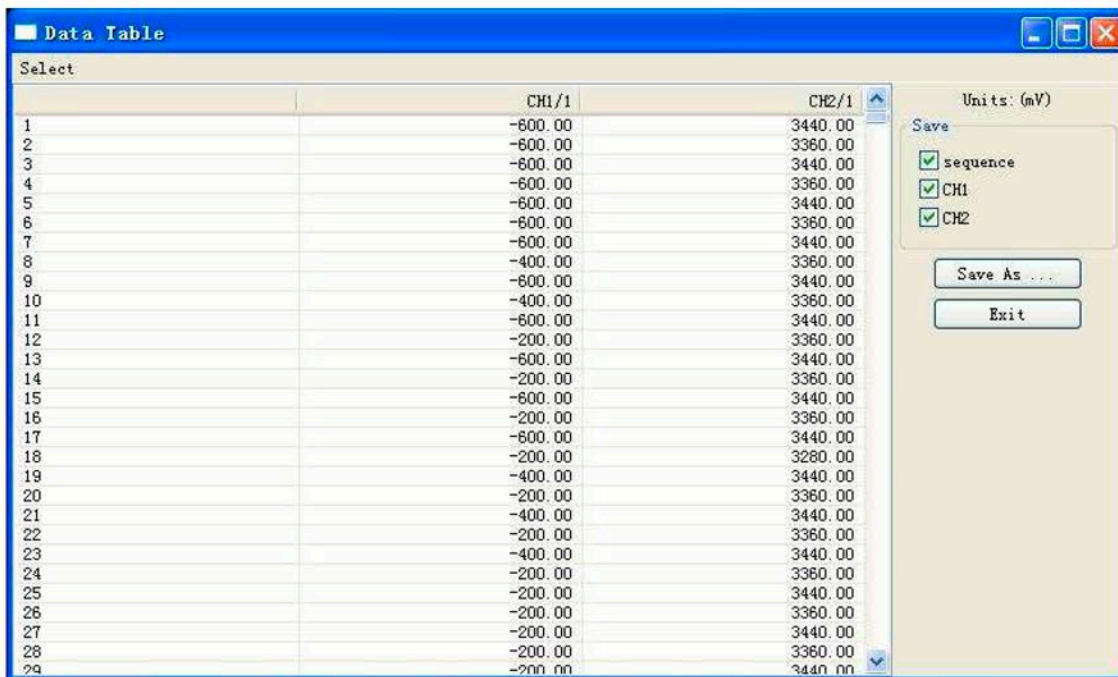 Data Table
Select
CH1/1 CH2/1 Units:(mV)
1 -600.00 3440.00
Save
2 -600.00 3360.00
3 -600.00 3440.00
sequence
4 -600.00 3360.00
CH1
5 -600.00 3440.00
6 -600.00 3360.00
CH2
7 -600.00 3440.00
8 -400.00 3360.00
9 -600.00 3440.00
Save As ...
10 -400.00 3360.00
11 -600.00 3440.00
Exit
12 -200.00 3360.00
13 -600.00 3440.00
14 -200.00 3360.00
15 -600.00 3440.00
16 -200.00 3360.00
17 -600.00 3440.00
18 -200.00 3280.00
19 -400.00 3440.00
20 -200.00 3360.00
21 -400.00 3440.00
22 -200.00 3360.00
23 -400.00 3440.00
24 -200.00 3360.00
25 -200.00 3440.00
26 -200.00 3360.00
27 -200.00 3440.00
28 -200.00 3360.00
29 -200.00 3440.00